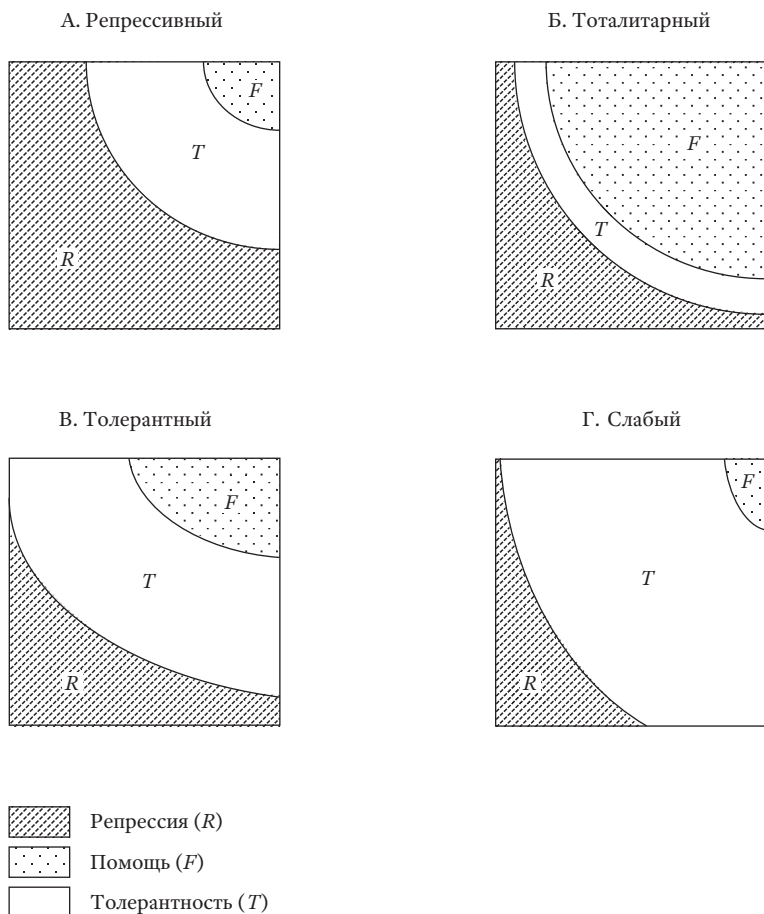 А. Репрессивный
Б. Тоталитарный
F
T
R
F
T
R
В. Толерантный
Г. Слабый
F
T
R
F
T
R
Репрессия (R)
Помощь (F)
Толерантность (T)